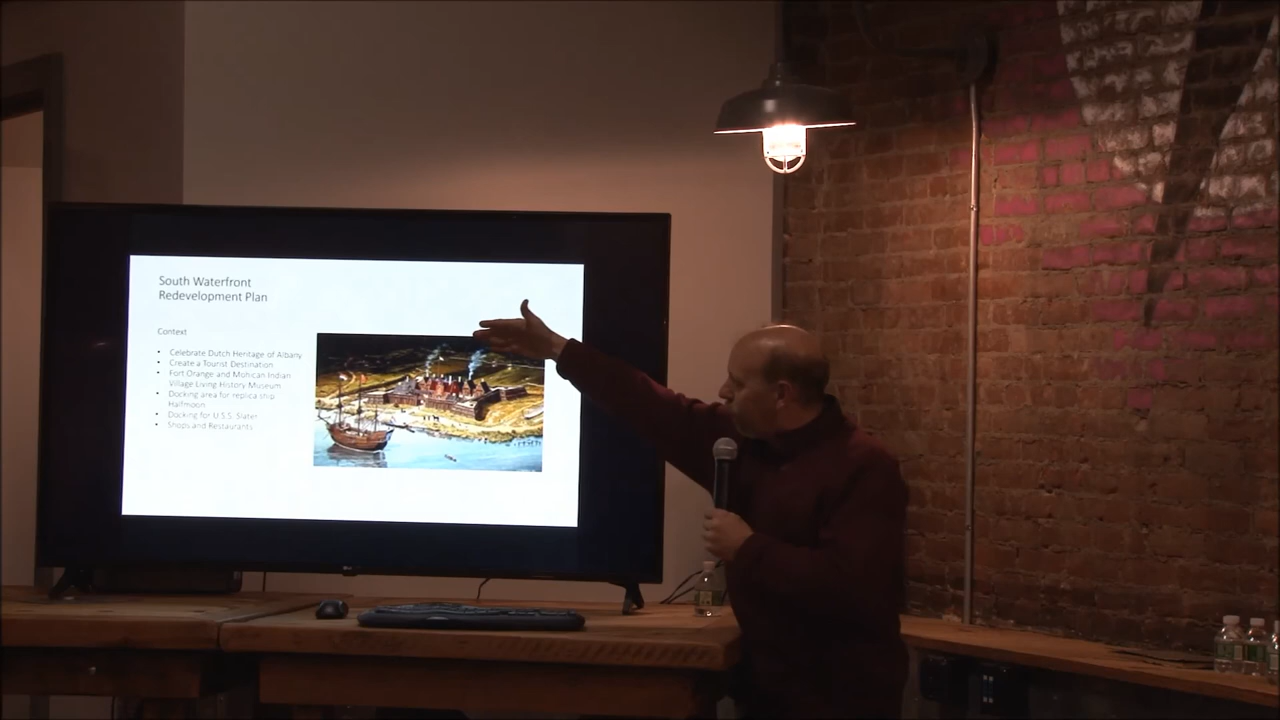 South Waterfront
Redevelopment Plan
Context
• Celebrate Dutch Heritage of Albany
• Create a Tourist Destination
• Fort Orange and Mohican Indian
Village Living History Museum
• Docking area for replica ship
Halfmoon
• Docking for U.S.S. Slater
• Shops and Restaurants
LG